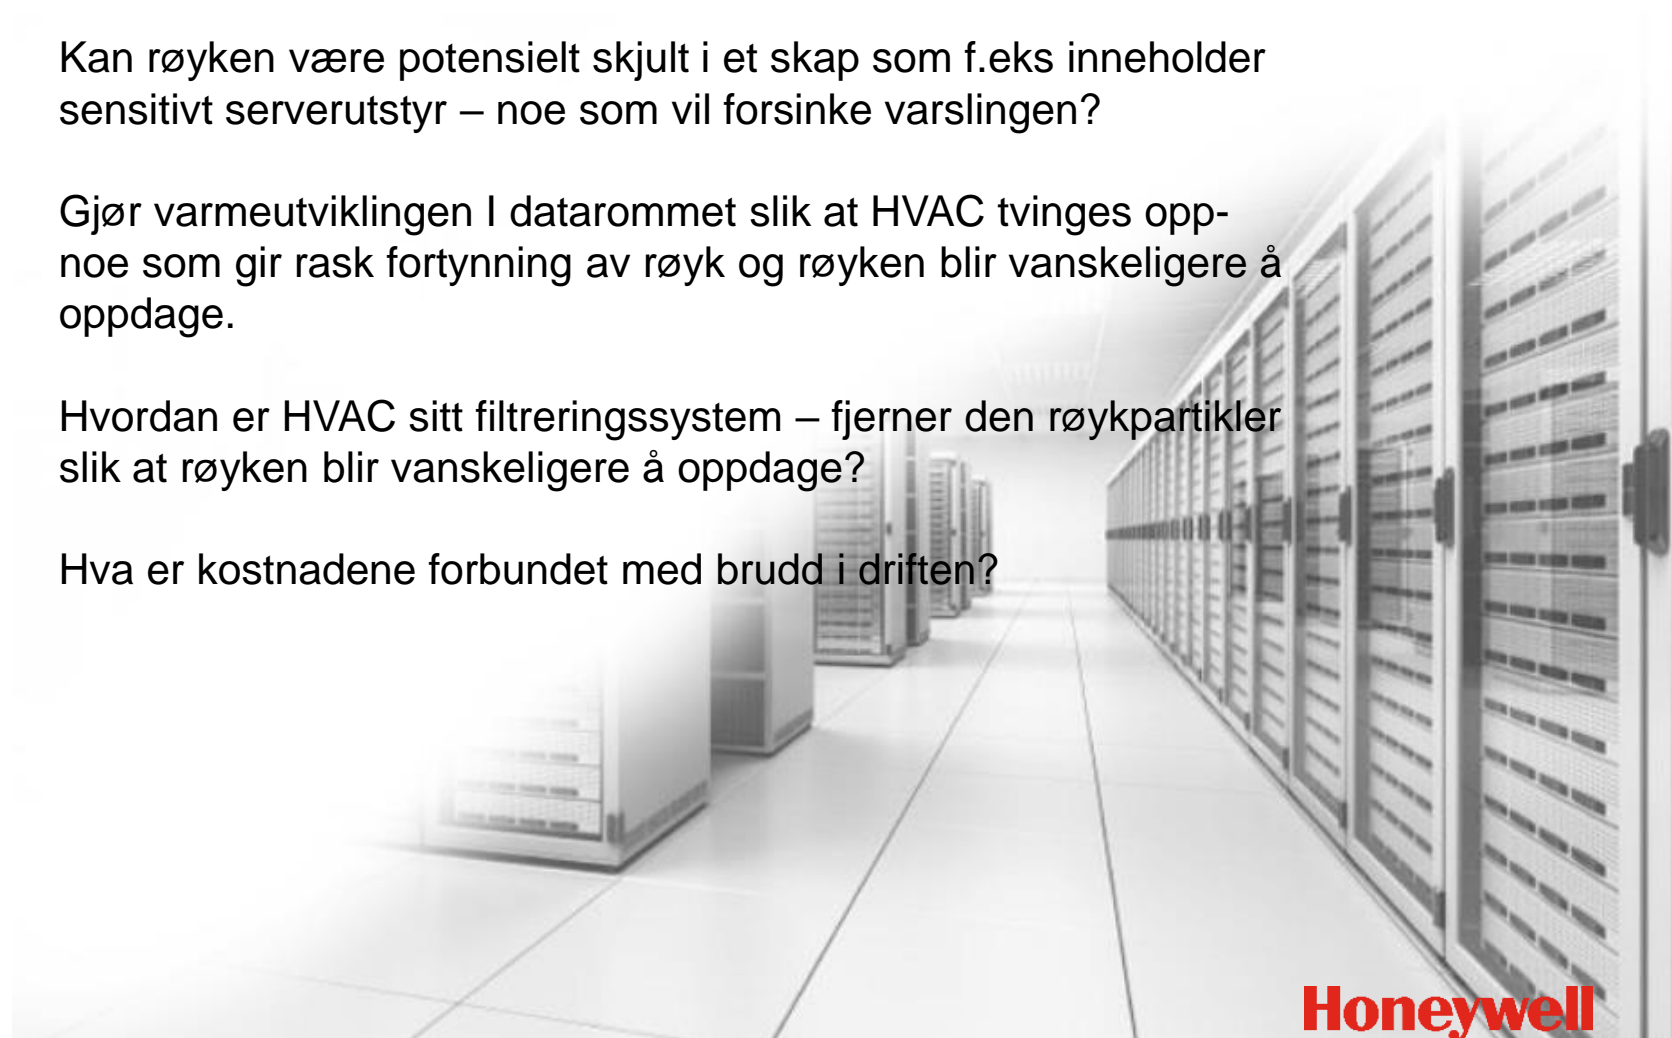 Kan røyken være potensielt skjult i et skap som f.eks inneholder
sensitivt serverutstyr – noe som vil forsinke varslingen?
Gjør varmeutviklingen I datarommet slik at HVAC tvinges opp-
noe som gir rask fortynning av røyk og røyken blir vanskeligere å
oppdage.
Hvordan er HVAC sitt filtreringssystem – fjerner den røykpartikler
slik at røyken blir vanskeligere å oppdage?
Hva er kostnadene forbundet med brudd i driften?
Honeywell